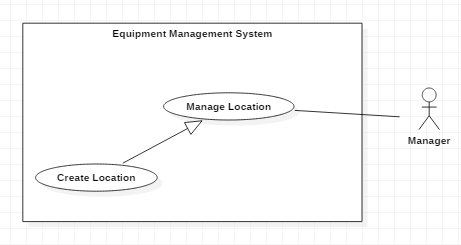 Equipment Management System
Manage Location
Manager
Create Location